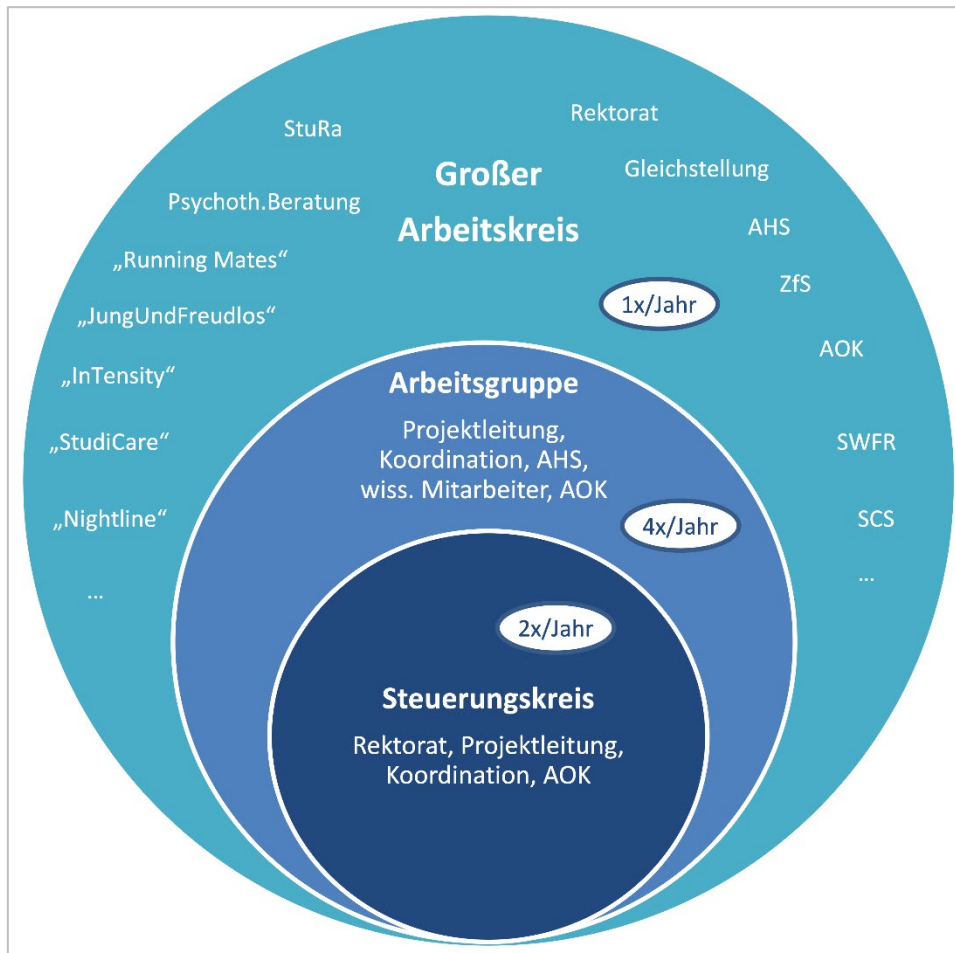 StuRa
Rektorat
Großer
Arbeitskreis
Gleichstellung
Psychoth.Beratung
AHS
„Running Mates“
ZfS
1x/Jahr
„JungUndFreudlos“
AOK
„InTensity“
„StudiCare“
SWFR
„Nightline“
SCS
...
...
Arbeitsgruppe
Projektleitung,
Koordination, AHS,
wiss. Mitarbeiter, AOK
4x/Jahr
2x/Jahr
Steuerungskreis
Rektorat, Projektleitung,
Koordination, AOK